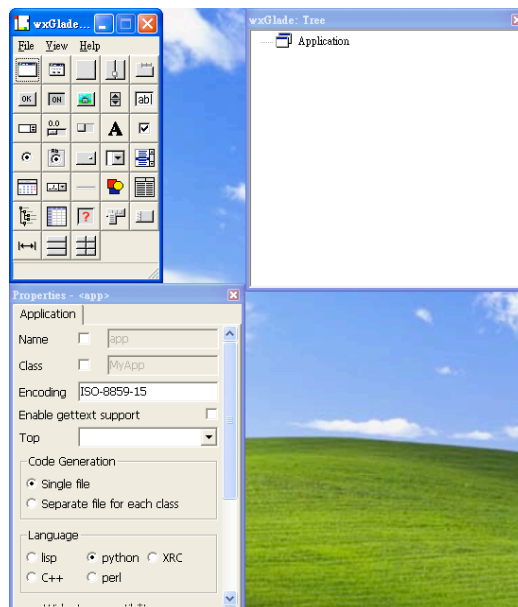 wxGlade...
File View Help
OK ON ab
0.0
A
?
wxGlade: Tree
Application
Properties - <app>
Application
Name app
Class MyApp
Encoding ISO-8859-15
Enable gettext support
Top
Code Generation
Single file
Separate file for each class
Language
lisp python XRC
C++ perl